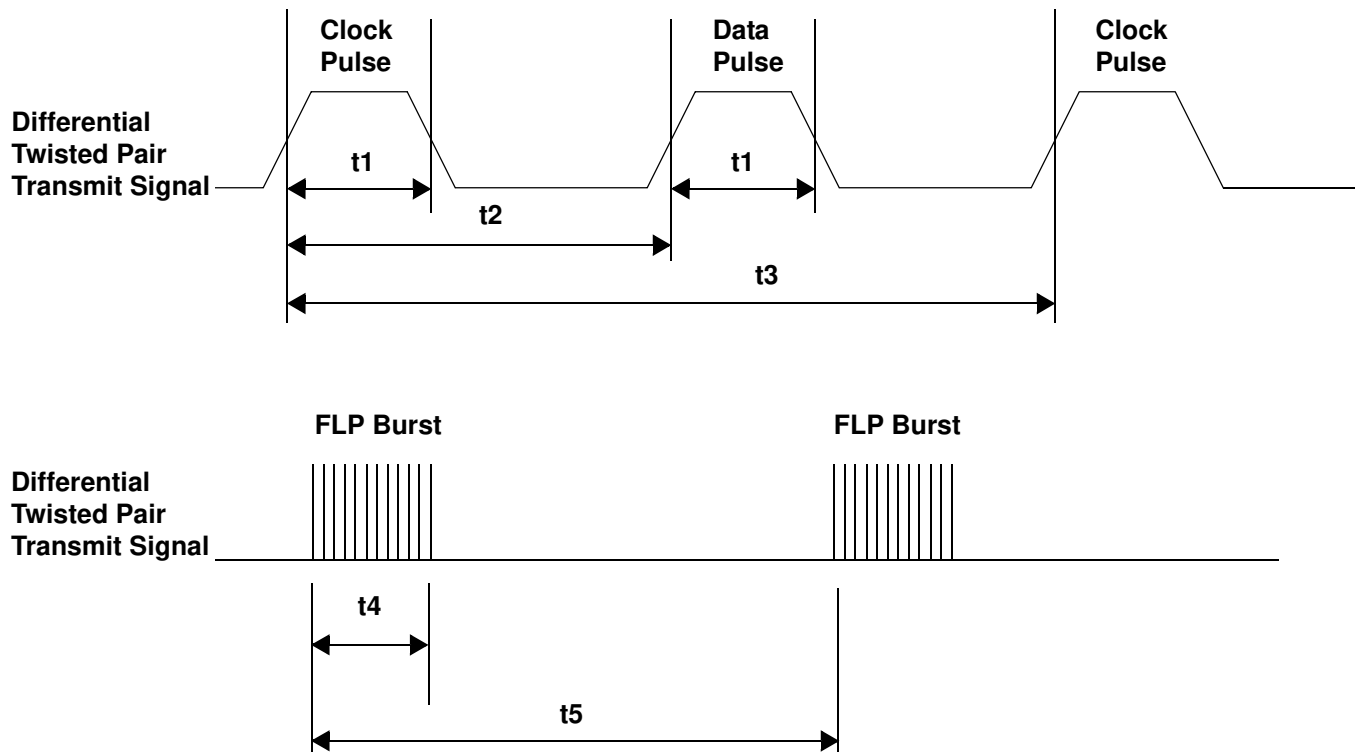 Clock
Pulse
Data
Pulse
Clock
Pulse
Differential
Twisted Pair
Transmit Signal
t1
t1
t2
t3
FLP Burst
FLP Burst
Differential
Twisted Pair
Transmit Signal
t4
t5